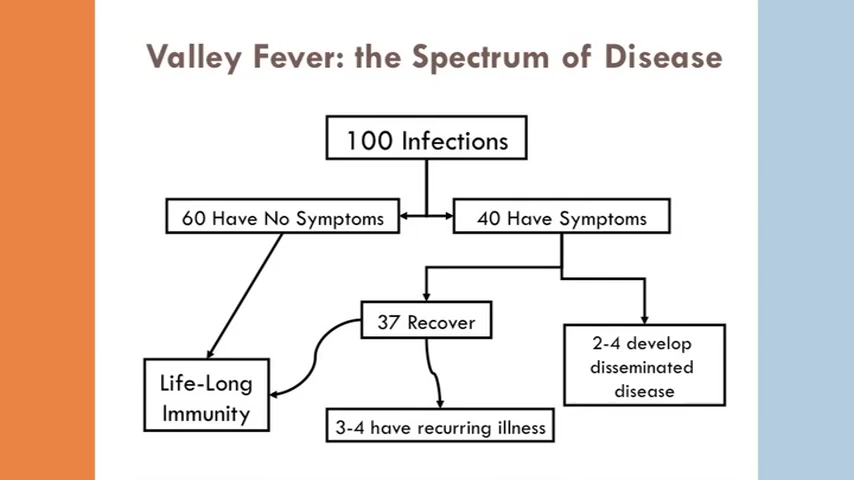 Valley Fever: the Spectrum of Disease
100 Infections
60 Have No Symptoms
40 Have Symptoms
37 Recover
2-4 develop
disseminated
disease
Life-Long
Immunity
3-4 have recurring illness